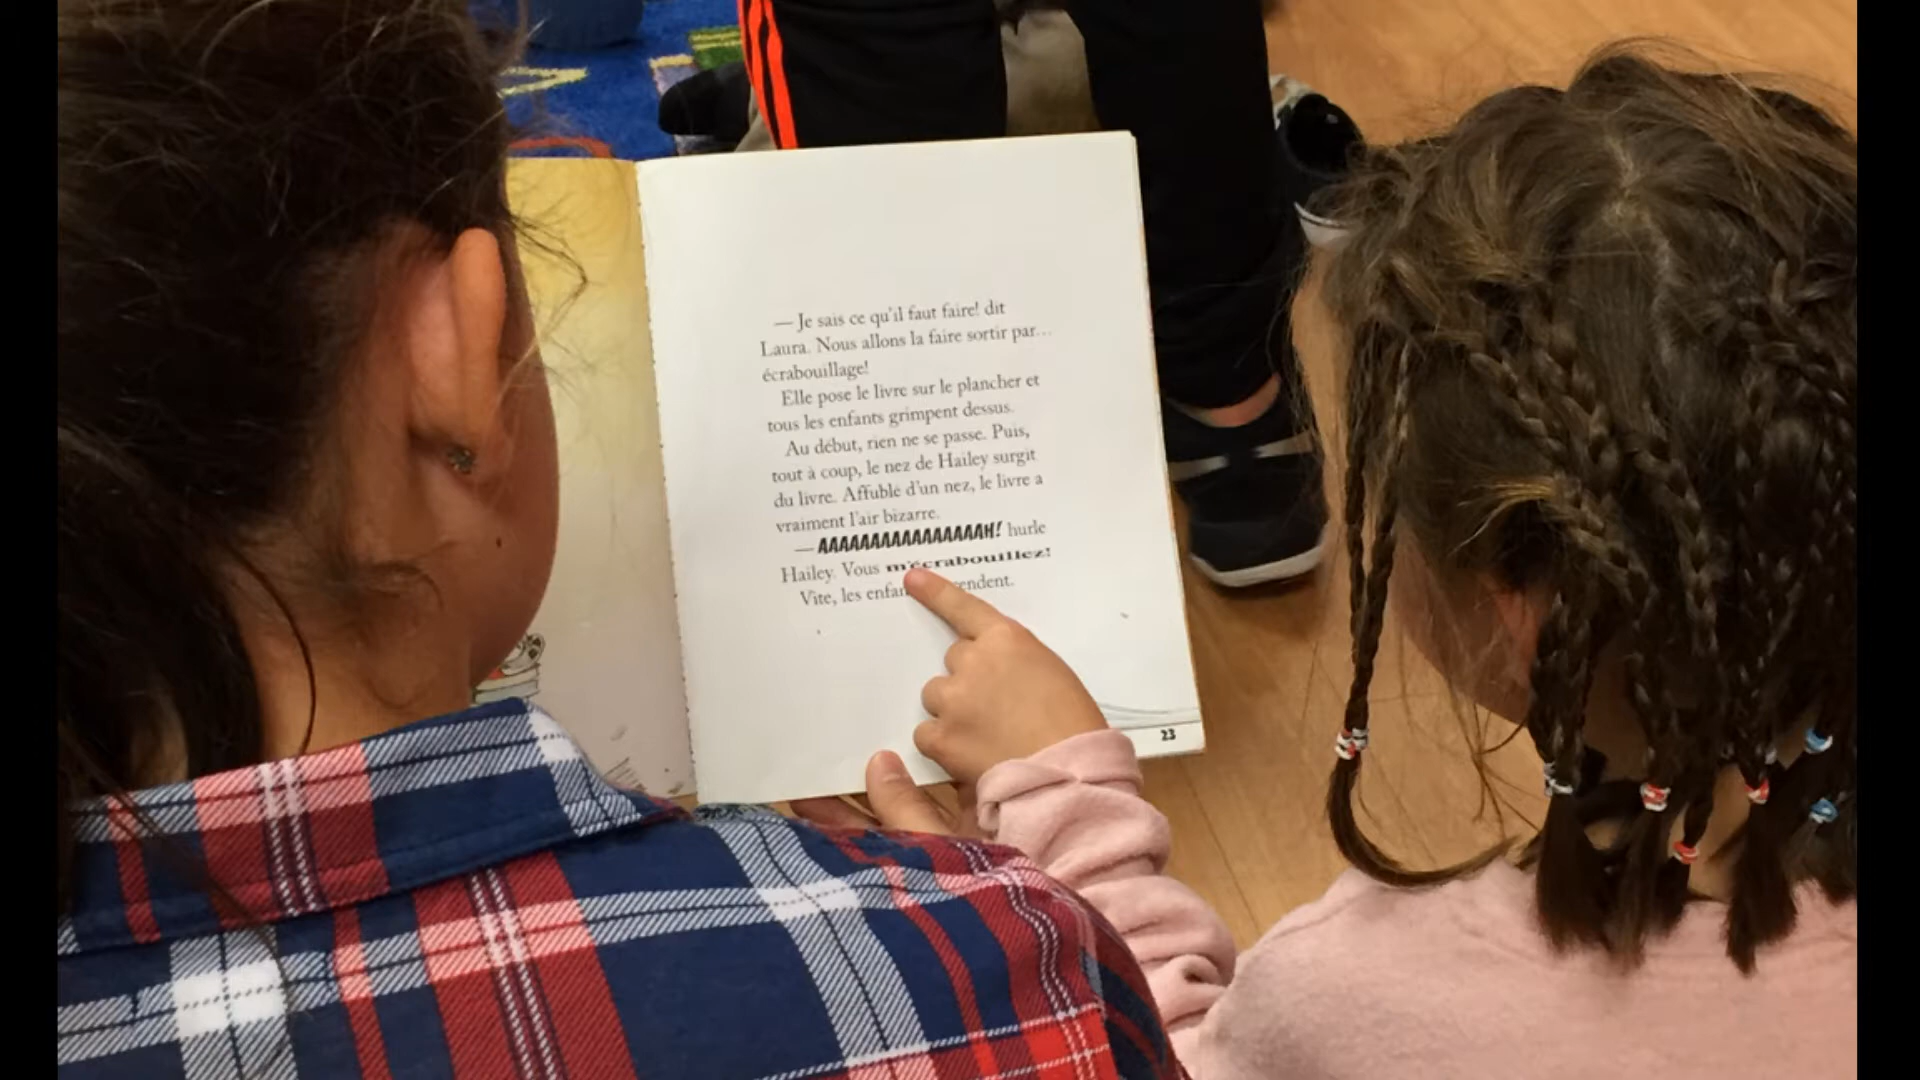 — Je sais ce qu'il faut faire! dit
Laura. Nous allons la faire sortir par…
écrabouillage!
Elle pose le livre sur le plancher et
tous les enfants grimpent dessus.
Au début, rien ne se passe. Puis,
tout à coup, le nez de Hailey surgit
du livre. Affublé d'un nez, le livre a
vraiment l'air bizarre.
— AAAAAAAAAAAAAAAAH! hurle
Hailey. Vous m'écrabouillez!
Vite, les
23